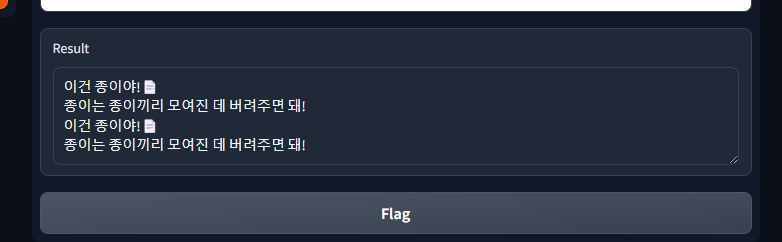 Result
이건 종이야! 📄
종이는 종이끼리 모여진 데 버려주면 돼!
이건 종이야! 📄
종이는 종이끼리 모여진 데 버려주면 돼!
Flag